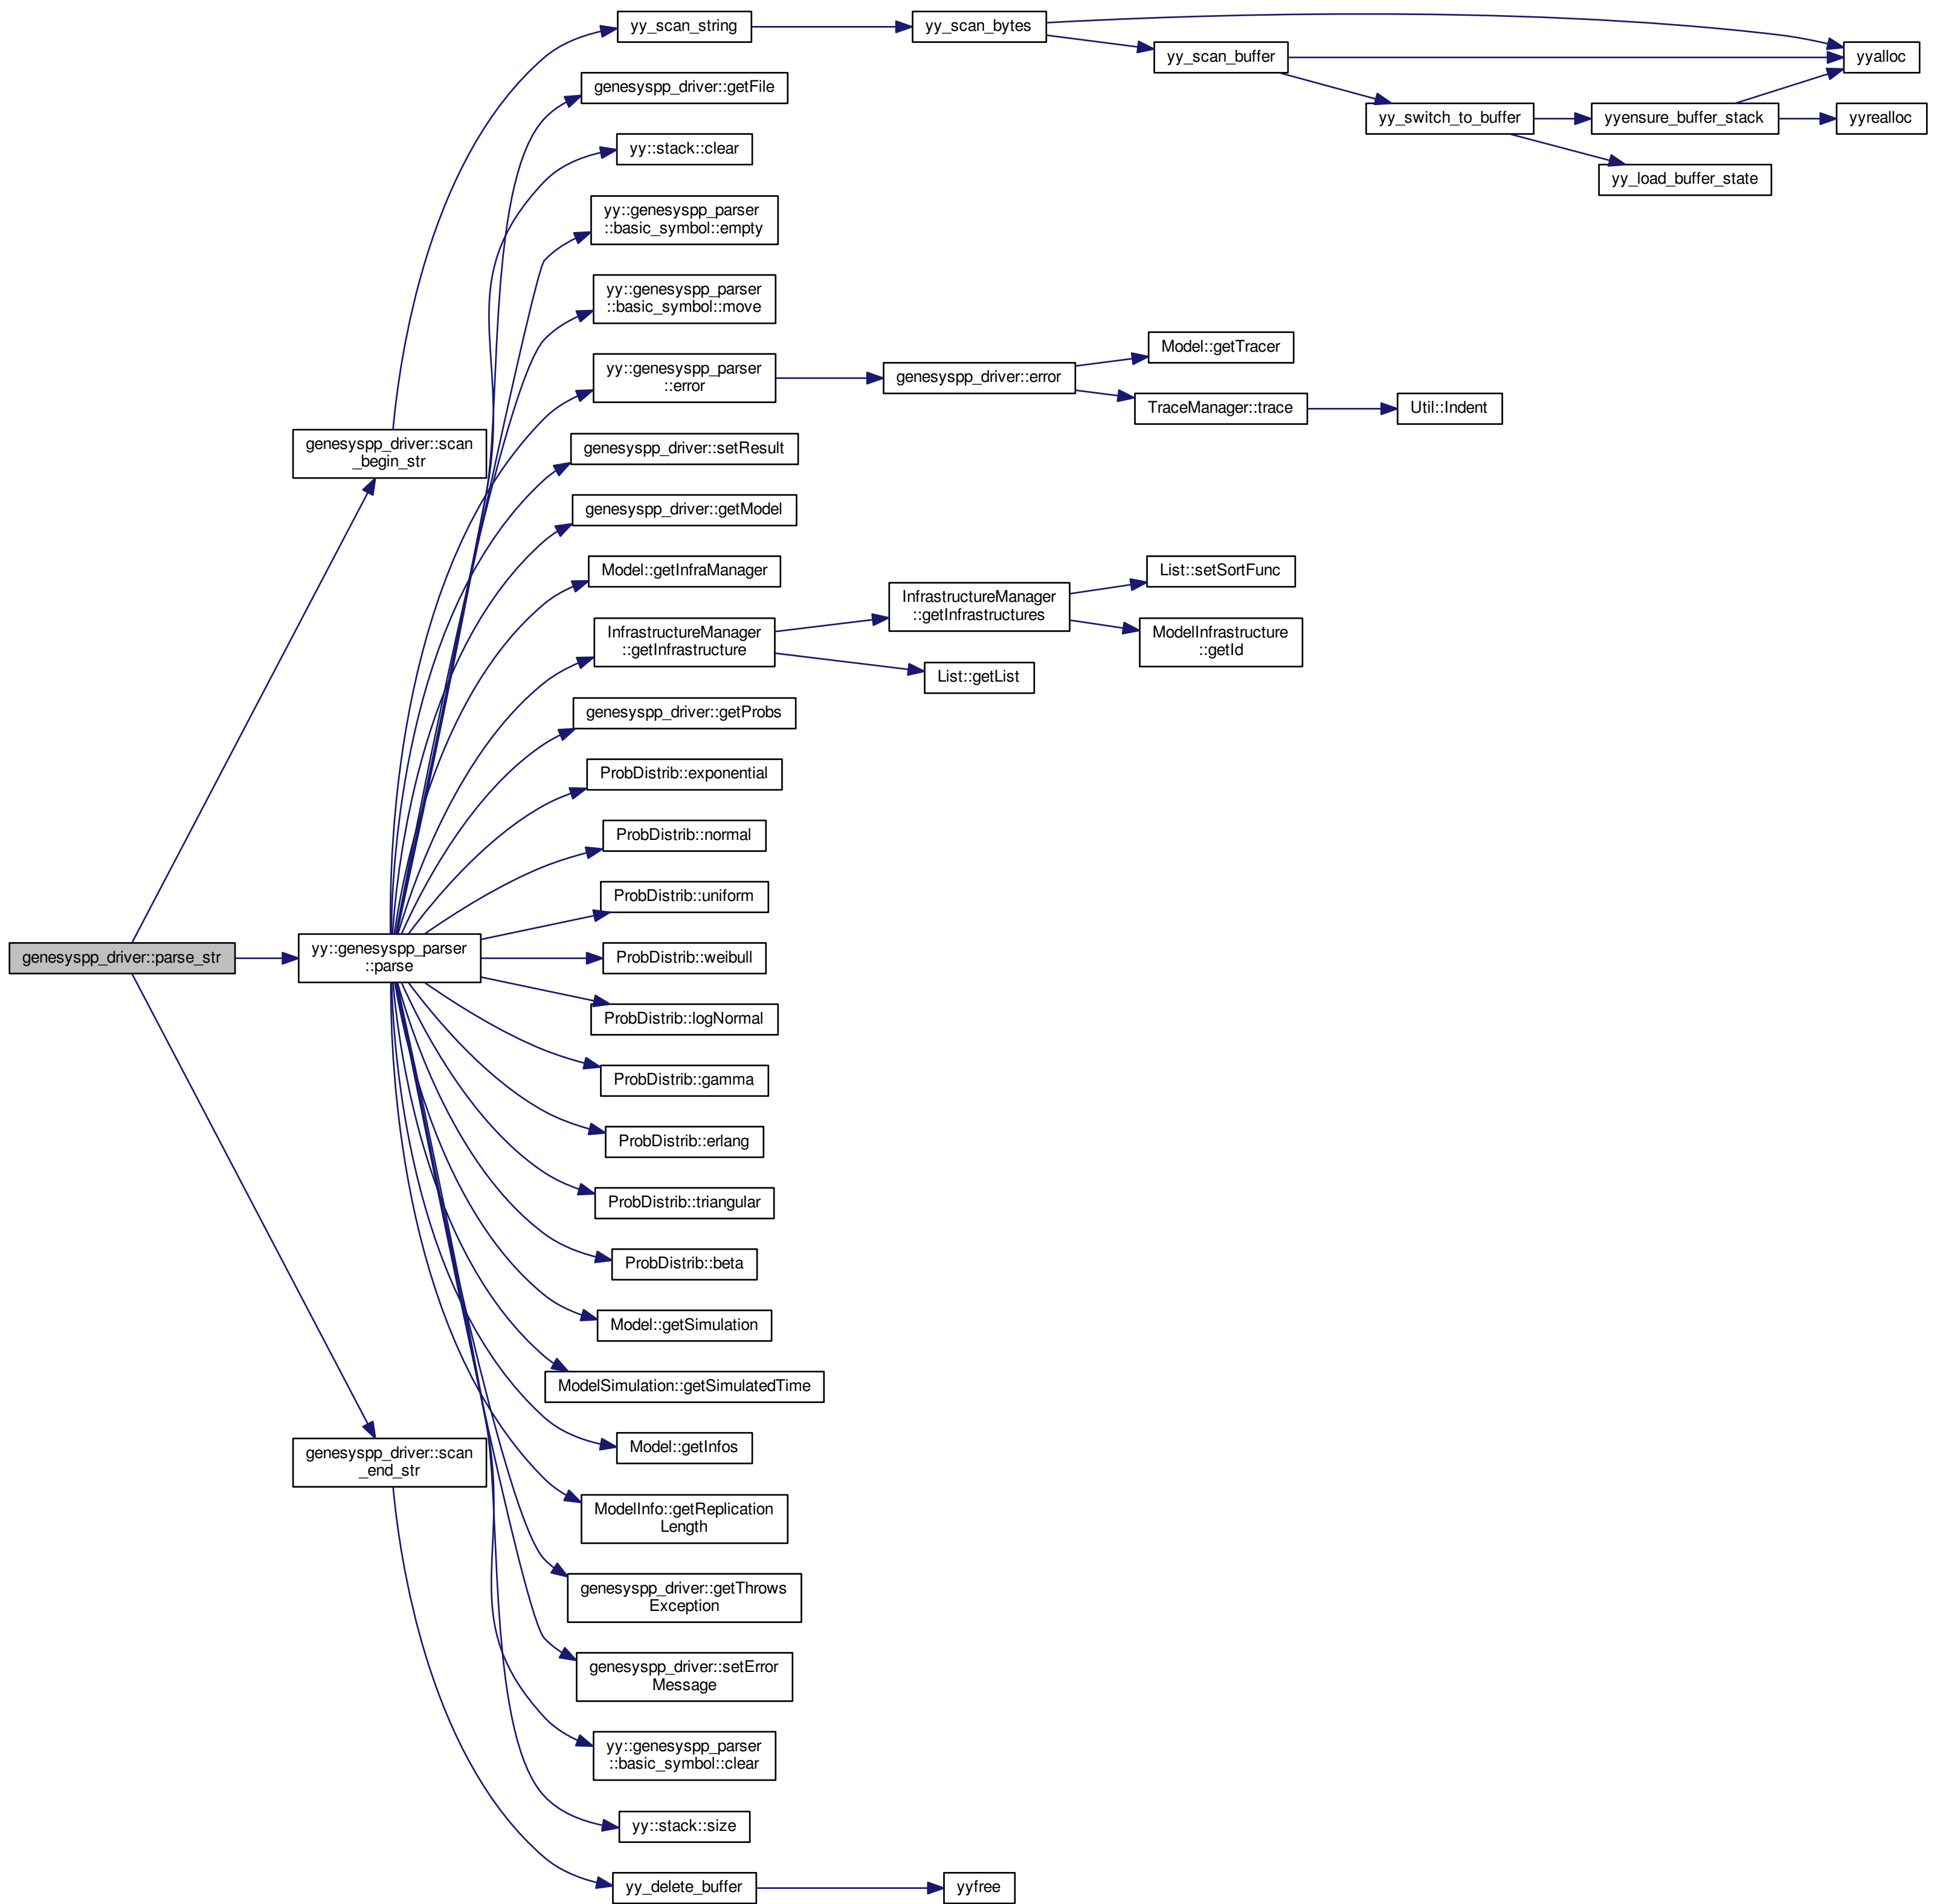 yy_scan_string
yy_scan_bytes
yy_scan_buffer
yyalloc
genesyspp_driver::getFile
yy_switch_to_buffer
yyensure_buffer_stack
yyrealloc
yy::stack::clear
yy_load_buffer_state
yy::genesyspp_parser
::basic_symbol::empty
yy::genesyspp_parser
::basic_symbol::move
Model::getTracer
yy::genesyspp_parser
::error
genesyspp_driver::error
TraceManager::trace
Util::Indent
genesyspp_driver::scan
_begin_str
genesyspp_driver::setResult
genesyspp_driver::getModel
Model::getInfraManager
List::setSortFunc
InfrastructureManager
::getInfrastructures
InfrastructureManager
::getInfrastructure
ModelInfrastructure
::getId
List::getList
genesyspp_driver::getProbs
ProbDistrib::exponential
ProbDistrib::normal
ProbDistrib::uniform
genesyspp_driver::parse_str
yy::genesyspp_parser
::parse
ProbDistrib::weibull
ProbDistrib::logNormal
ProbDistrib::gamma
ProbDistrib::erlang
ProbDistrib::triangular
ProbDistrib::beta
Model::getSimulation
ModelSimulation::getSimulatedTime
Model::getInfos
genesyspp_driver::scan
_end_str
ModelInfo::getReplication
Length
genesyspp_driver::getThrows
Exception
genesyspp_driver::setError
Message
yy::genesyspp_parser
::basic_symbol::clear
yy::stack::size
yy_delete_buffer
yyfree